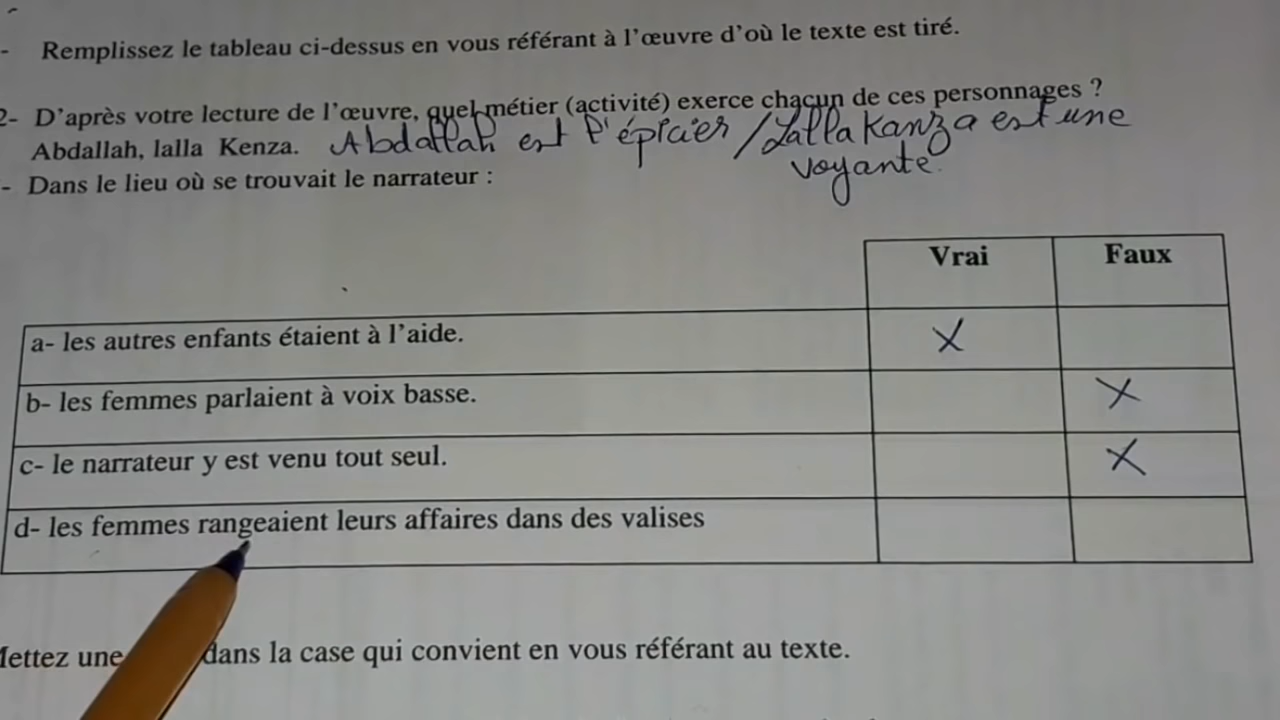 - Remplissez le tableau ci-dessus en vous référant à l'œuvre d'où le texte est tiré.
2- D'après votre lecture de l'œuvre, quel métier (activité) exerce chacun de ces personnages ?
Abdallah, lalla Kenza. Abdallah est l'épicier / Lalla Kanza est une
voyante.
- Dans le lieu où se trouvait le narrateur :
Vrai Faux
a- les autres enfants étaient à l'aide. X
b- les femmes parlaient à voix basse. X
c- le narrateur y est venu tout seul. X
d- les femmes rangeaient leurs affaires dans des valises
une dans la case qui convient en vous référant au texte.